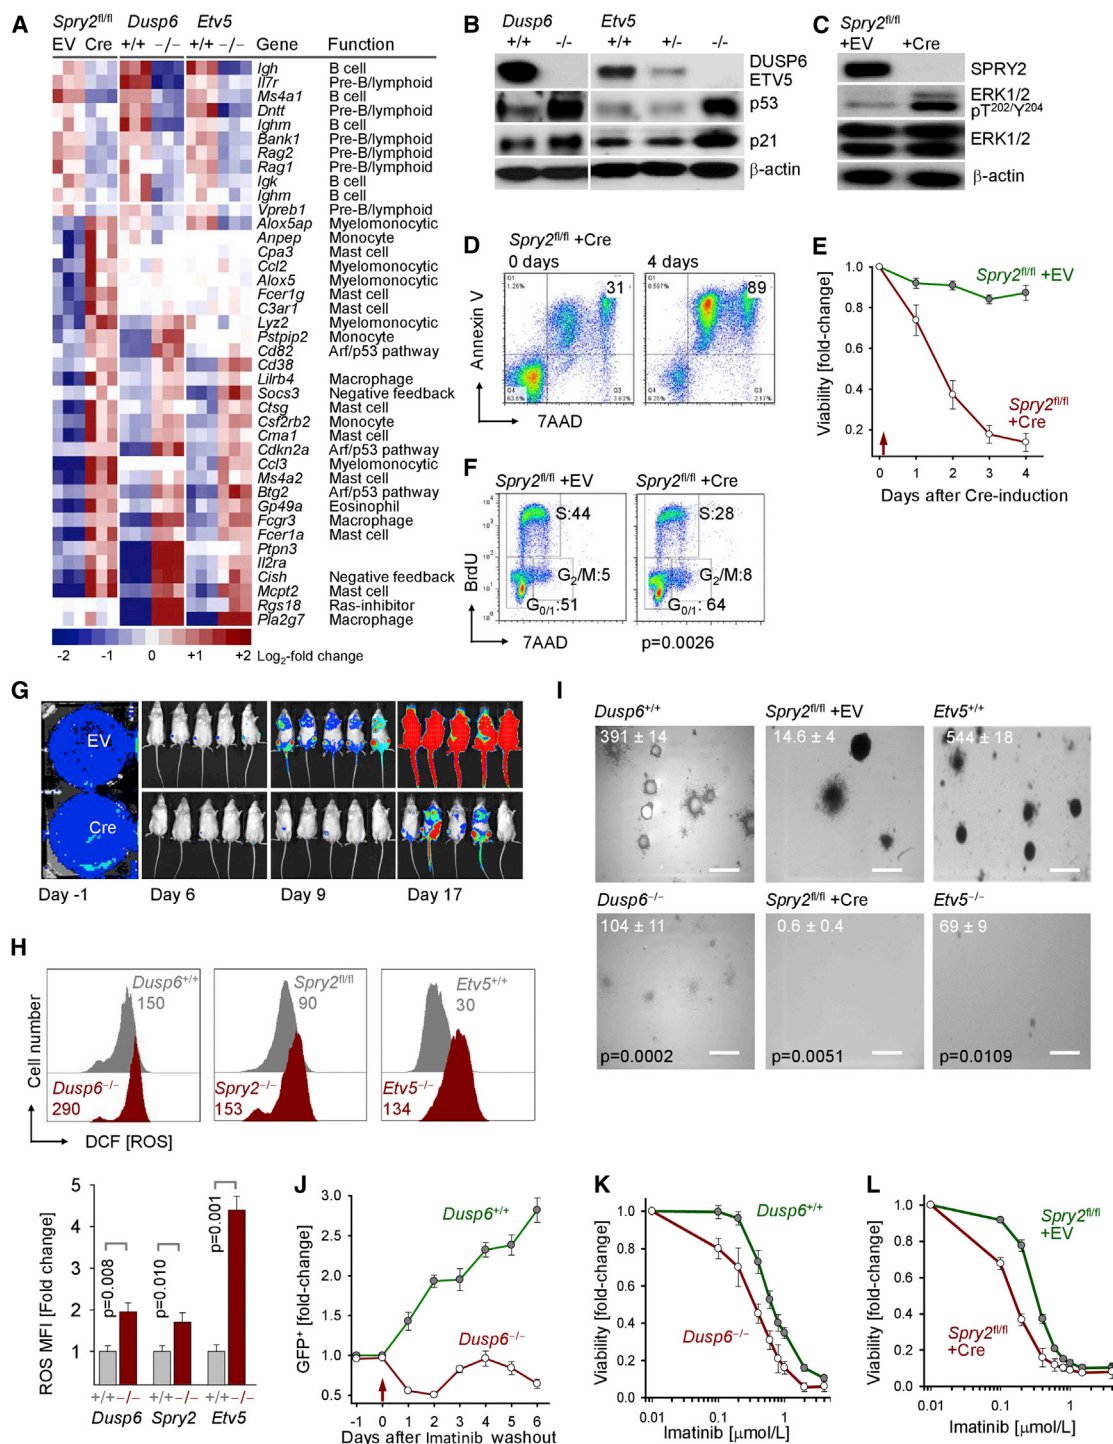 A
Spry2fl/fl Dusp6 Etv5
EV Cre +/+ −/− +/+ −/− Gene Function
Igh B cell
Il7r Pre-B/lymphoid
Ms4a1 B cell
Dntt Pre-B/lymphoid
Ighm B cell
Bank1 Pre-B/lymphoid
Rag2 Pre-B/lymphoid
Rag1 Pre-B/lymphoid
Igk B cell
Ighm B cell
Vpreb1 Pre-B/lymphoid
Alox5ap Myelomonocytic
Anpep Monocyte
Cpa3 Mast cell
Ccl2 Myelomonocytic
Alox5 Myelomonocytic
Fcer1g Mast cell
C3ar1 Mast cell
Lyz2 Myelomonocytic
Pstpip2 Monocyte
Cd82 Arf/p53 pathway
Cd38
Lilrb4 Macrophage
Socs3 Negative feedback
Ctsg Mast cell
Csf2rb2 Monocyte
Cma1 Mast cell
Cdkn2a Arf/p53 pathway
Ccl3 Myelomonocytic
Ms4a2 Mast cell
Btg2 Arf/p53 pathway
Gp49a Eosinophil
Fcgr3 Macrophage
Fcer1a Mast cell
Ptpn3
Il2ra
Cish Negative feedback
Mcpt2 Mast cell
Rgs18 Ras-inhibitor
Pla2g7 Macrophage
-2 -1 0 +1 +2 Log2-fold change
B
Dusp6 Etv5
+/+ -/- +/+ +/- -/-
DUSP6
ETV5
p53
p21
β-actin
C
Spry2fl/fl
+EV +Cre
SPRY2
ERK1/2
pT202/Y204
ERK1/2
β-actin
D
Spry2fl/fl +Cre
0 days 4 days
Q1
1.26%
31
Q4
63.6%
Q3
3.83%
Q1
0.597%
89
Q4
8.26%
Q3
2.17%
Annexin V
7AAD
E
Viability [fold-change]
1.0
0.8
0.6
0.4
0.2
Spry2fl/fl +EV
Spry2fl/fl
+Cre
0 1 2 3 4
Days after Cre-induction
F
Spry2fl/fl +EV Spry2fl/fl +Cre
S:44 S:28
G2/M:5 G2/M:8
G0/1:51 G0/1: 64
BrdU
7AAD p=0.0026
G
EV
Cre
Day -1 Day 6 Day 9 Day 17
H
Cell number
Dusp6+/+
150
Dusp6−/−
290
Spry2fl/fl
90
Spry2−/−
153
Etv5+/+
30
Etv5−/−
134
DCF [ROS]
ROS MFI [Fold change]
5
4
3
2
1
p=0.008
p=0.010
p=0.001
+/+ −/− +/+ −/− +/+ −/−
Dusp6 Spry2 Etv5
I
Dusp6+/+ Spry2fl/fl +EV Etv5+/+
391 ± 14 14.6 ± 4 544 ± 18
Dusp6−/− Spry2fl/fl +Cre Etv5−/−
104 ± 11 0.6 ± 0.4 69 ± 9
p=0.0002 p=0.0051 p=0.0109
J
GFP+ [fold-change]
3.0
2.5
2.0
1.5
1.0
0.5
Dusp6+/+
Dusp6−/−
-1 0 1 2 3 4 5 6
Days after Imatinib washout
K
Viability [fold-change]
1.0
0.8
0.6
0.4
0.2
0.0
Dusp6+/+
Dusp6−/−
0.01 0.1 1
Imatinib [µmol/L]
L
Viability [fold-change]
1.0
0.8
0.6
0.4
0.2
0.0
Spry2fl/fl
+EV
Spry2fl/fl
+Cre
0.01 0.1 1
Imatinib [µmol/L]